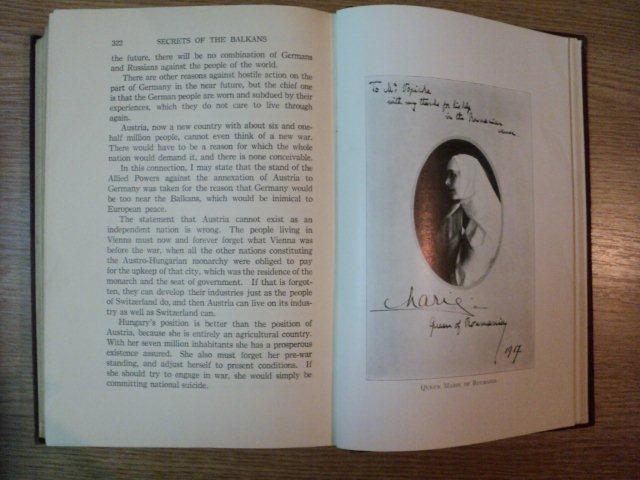 322 SECRETS OF THE BALKANS
the future, there will be no combination of Germans
and Russians against the people of the world.
There are other reasons against hostile action on the
part of Germany in the near future, but the chief one
is that the German people are worn and subdued by their
experiences, which they do not care to live through
again.
Austria, now a new country with about six and one-
half million people, cannot even think of a new war.
There would have to be a reason for which the whole
nation would demand it, and there is none conceivable.
In this connection, I may state that the stand of the
Allied Powers against the annexation of Austria to
Germany was taken for the reason that Germany would
be too near the Balkans, which would be inimical to
European peace.
The statement that Austria cannot exist as an
independent nation is wrong. The people living in
Vienna must now and forever forget what Vienna was
before the war, when all the other nations constituting
the Austro-Hungarian monarchy were obliged to pay
for the upkeep of that city, which was the residence of the
monarch and the seat of government. If that is forgot-
ten, they can develop their industries just as the people
of Switzerland do, and then Austria can live on its indus-
try as well as Switzerland can.
Hungary's position is better than the position of
Austria, because she is entirely an agricultural country.
With her seven million inhabitants she has a prosperous
existence assured. She also must forget her pre-war
standing, and adjust herself to present conditions. If
she should try to engage in war, she would simply be
committing national suicide.
To Mr
with my thanks for
in the Roumanian
Marie
Queen of Roumania
1917
QUEEN MARIE OF ROUMANIA